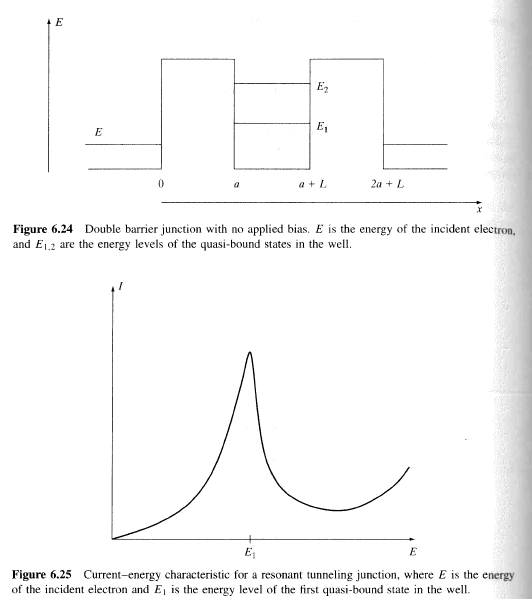 E
E₂
E₁
E
0 a a + L 2a + L
x
Figure 6.24 Double barrier junction with no applied bias. E is the energy of the incident electron,
and E₁,₂ are the energy levels of the quasi-bound states in the well.
I
E₁ E
Figure 6.25 Current–energy characteristic for a resonant tunneling junction, where E is the energy
of the incident electron and E₁ is the energy level of the first quasi-bound state in the well.